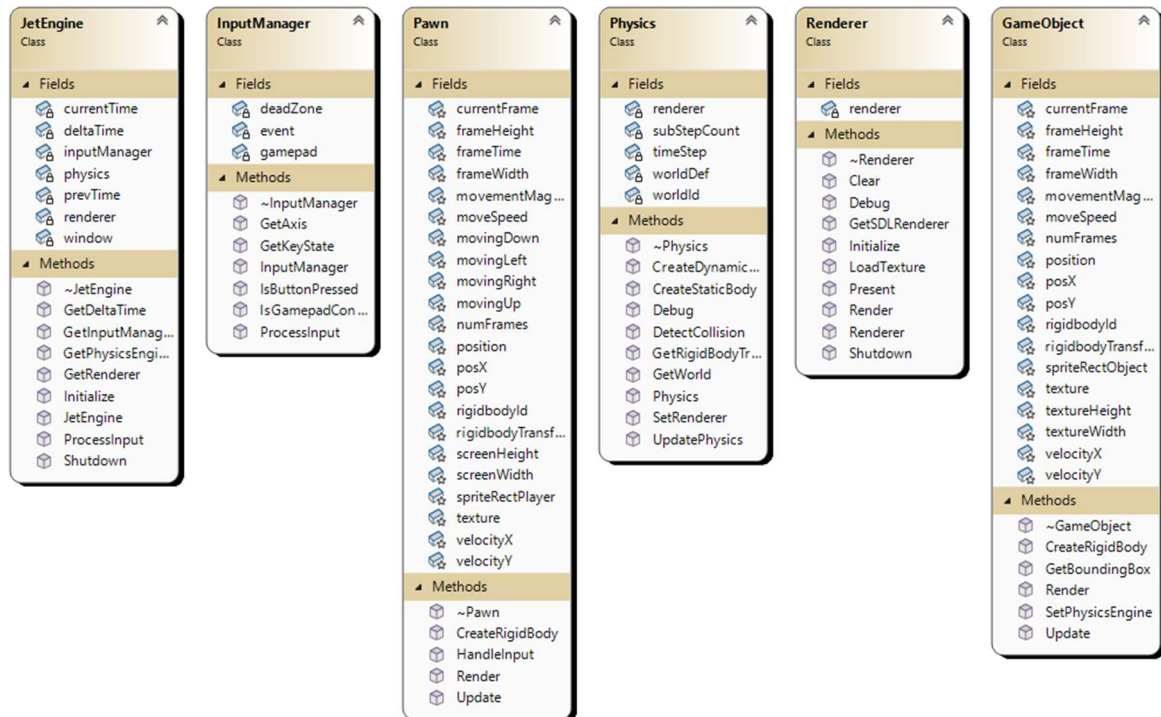 JetEngine
Class
Fields
currentTime
deltaTime
inputManager
physics
prevTime
renderer
window
Methods
~JetEngine
GetDeltaTime
GetInputManag...
GetPhysicsEngi...
GetRenderer
Initialize
JetEngine
ProcessInput
Shutdown
InputManager
Class
Fields
deadZone
event
gamepad
Methods
~InputManager
GetAxis
GetKeyState
InputManager
IsButtonPressed
IsGamepadCon...
ProcessInput
Pawn
Class
Fields
currentFrame
frameHeight
frameTime
frameWidth
movementMag...
moveSpeed
movingDown
movingLeft
movingRight
movingUp
numFrames
position
posX
posY
rigidbodyId
rigidbodyTransf...
screenHeight
screenWidth
spriteRectPlayer
texture
velocityX
velocityY
Methods
~Pawn
CreateRigidBody
HandleInput
Render
Update
Physics
Class
Fields
renderer
subStepCount
timeStep
worldDef
worldId
Methods
~Physics
CreateDynamic...
CreateStaticBody
Debug
DetectCollision
GetRigidBodyTr...
GetWorld
Physics
SetRenderer
UpdatePhysics
Renderer
Class
Fields
renderer
Methods
~Renderer
Clear
Debug
GetSDLRenderer
Initialize
LoadTexture
Present
Render
Renderer
Shutdown
GameObject
Class
Fields
currentFrame
frameHeight
frameTime
frameWidth
movementMag...
moveSpeed
numFrames
position
posX
posY
rigidbodyId
rigidbodyTransf...
spriteRectObject
texture
textureHeight
textureWidth
velocityX
velocityY
Methods
~GameObject
CreateRigidBody
GetBoundingBox
Render
SetPhysicsEngine
Update